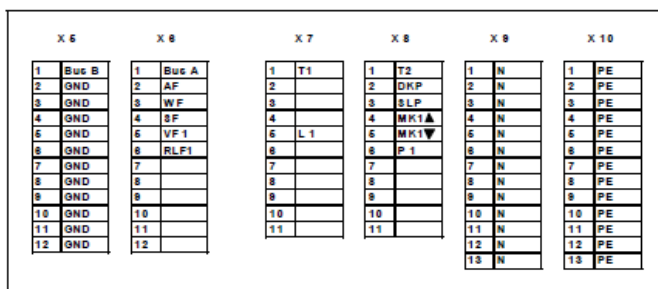 X 5 X 6 X 7 X 8 X 9 X 10
1 Bus B 1 Bus A 1 T1 1 T2 1 N 1 PE
2 GND 2 AF 2 2 DKP 2 N 2 PE
3 GND 3 WF 3 3 SLP 3 N 3 PE
4 GND 4 SF 4 4 MK1▲ 4 N 4 PE
5 GND 5 VF1 5 L1 5 MK1▼ 5 N 5 PE
6 GND 6 RLF1 6 6 P1 6 N 6 PE
7 GND 7 7 7 7 N 7 PE
8 GND 8 8 8 8 N 8 PE
9 GND 9 9 9 9 N 9 PE
10 GND 10 10 10 10 N 10 PE
11 GND 11 11 11 11 N 11 PE
12 GND 12 12 N 12 PE
13 N 13 PE